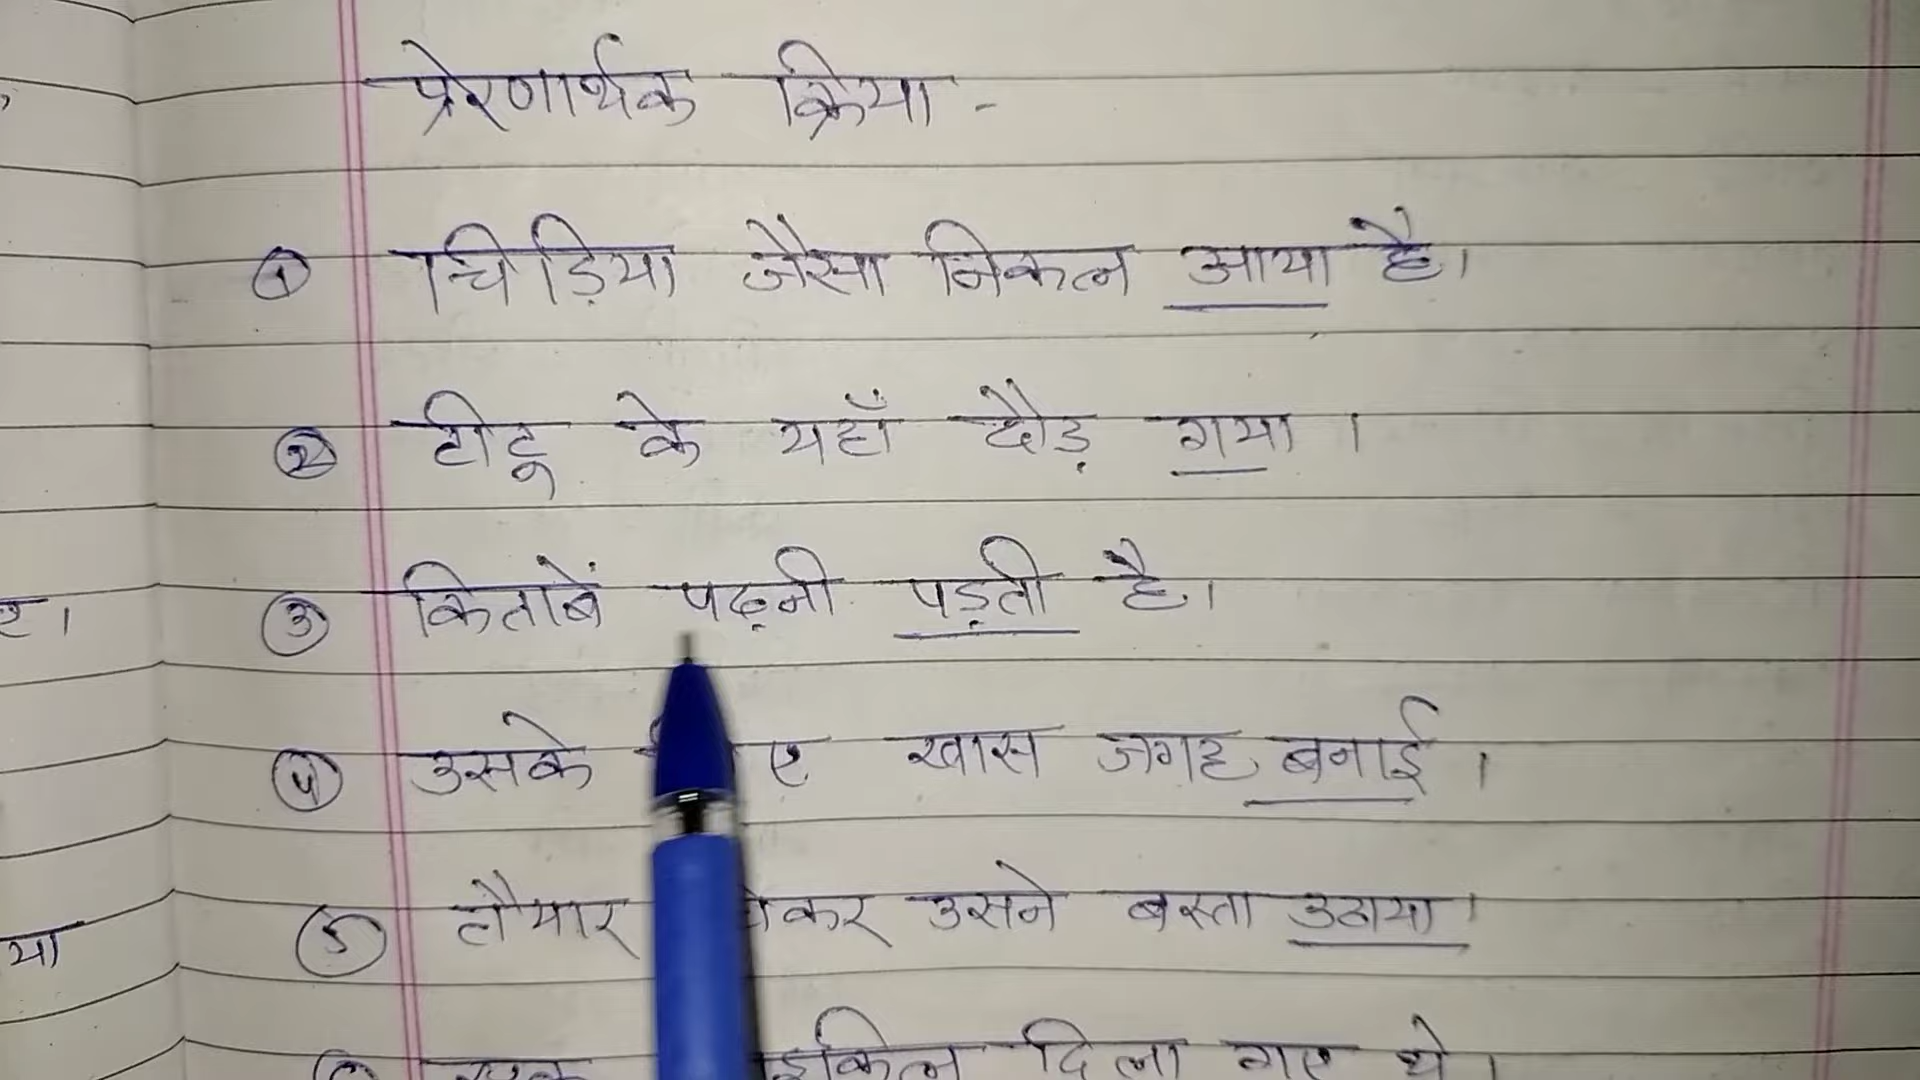 प्रेरणार्थक क्रिया -
① चिड़िया जैसा निकल आया है।
② टीटू के यहाँ दौड़ गया ।
③ किताबें पढ़नी पड़ती है।
④ उसके खास जगह बनाई ।
⑤ तैयार उसने बस्ता उठाया।
दिला गए थे।
र।
या